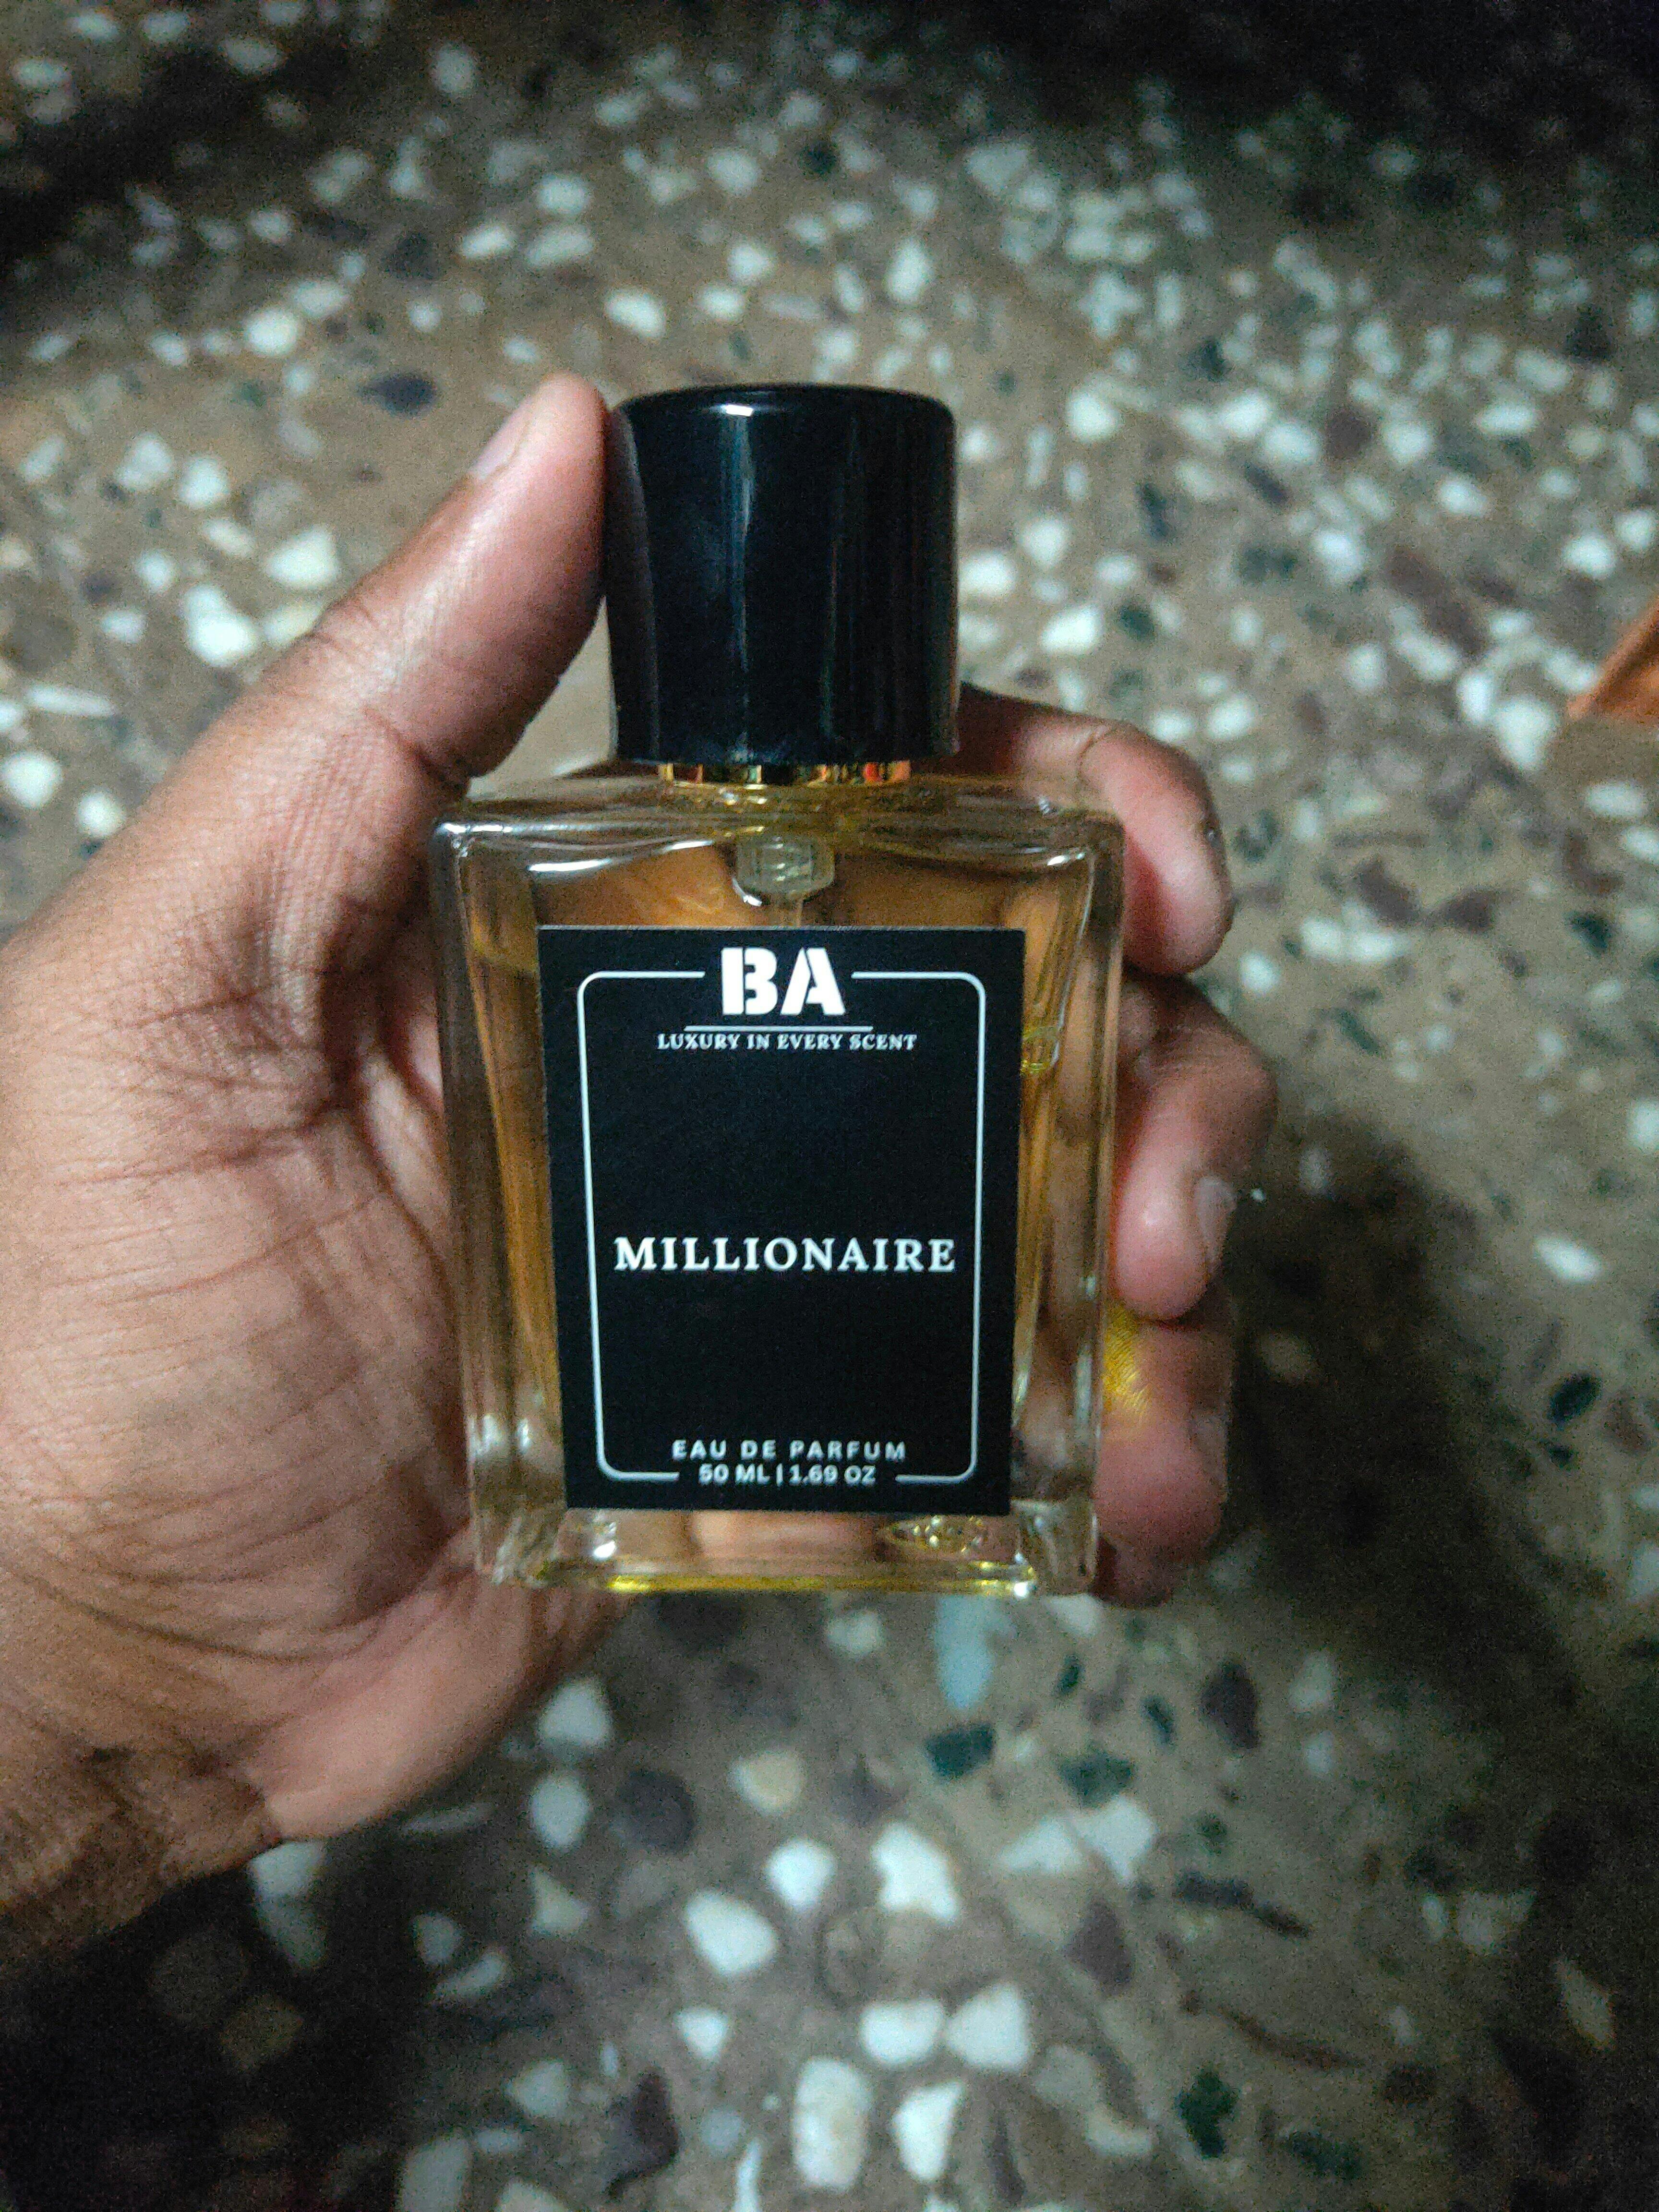 BA
LUXURY IN EVERY SCENT
MILLIONAIRE
EAU DE PARFUM
50 ML | 1.69 OZ